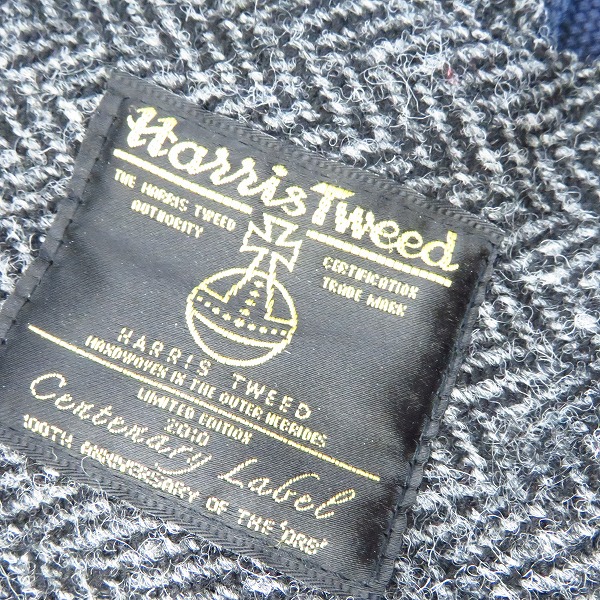 Harris Tweed
THE HARRIS TWEED
AUTHORITY
CERTIFICATION
TRADE MARK
HARRIS TWEED
HANDWOVEN IN THE OUTER HEBRIDES
LIMITED EDITION
2010
Centenary Label
100TH ANNIVERSARY OF THE 'ORB'